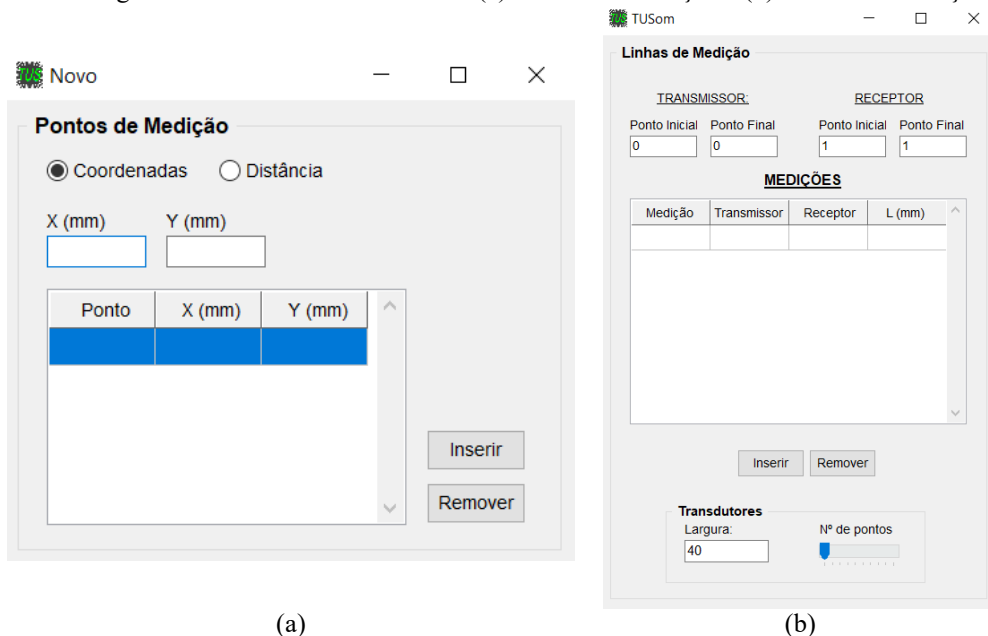 (a)
(b)
TUS Novo
Pontos de Medição
Coordenadas Distância
X (mm) Y (mm)
Ponto X (mm) Y (mm)
Inserir
Remover
(a)
TUSom
Linhas de Medição
TRANSMISSOR: RECEPTOR
Ponto Inicial Ponto Final Ponto Inicial Ponto Final
0 0 1 1
MEDIÇÕES
Medição Transmissor Receptor L (mm)
Inserir Remover
Transdutores
Largura: Nº de pontos
40
(b)